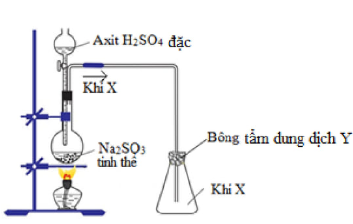 Axit H₂SO₄ đặc
Khí X
Na₂SO₃
tinh thể
Bông tẩm dung dịch Y
Khí X